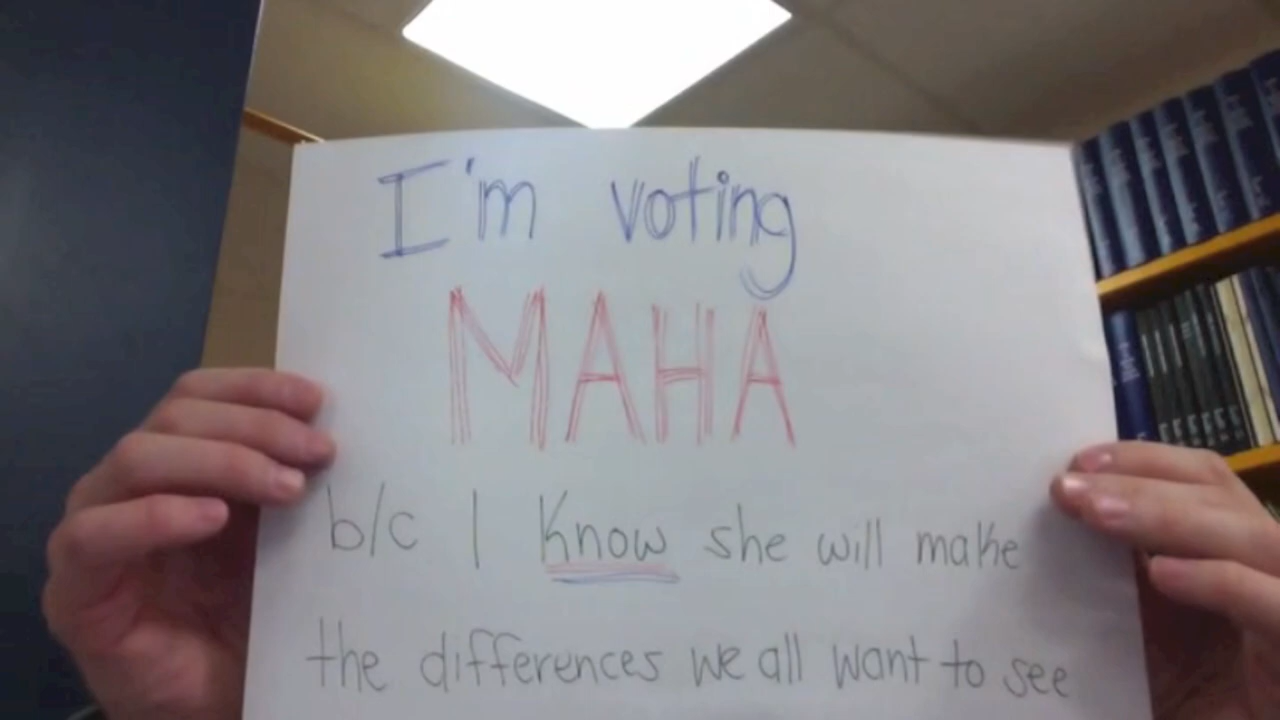 I'm voting
MAHA
b/c I know she will make
the differences we all want to see